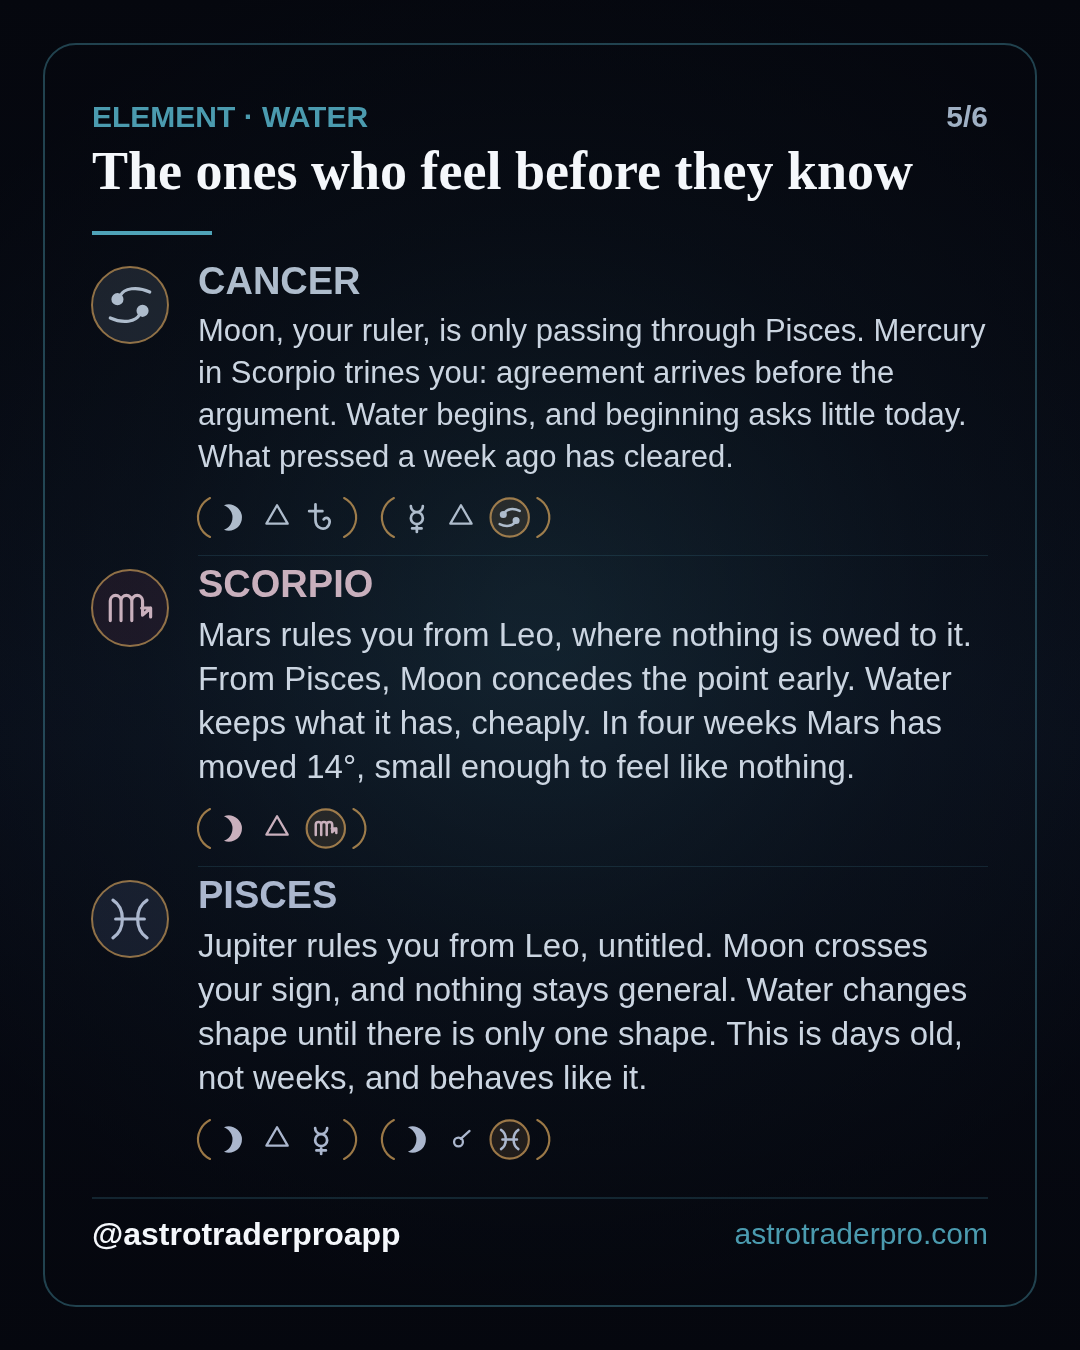 ELEMENT · WATER
5/6
The ones who feel before they know
CANCER
Moon, your ruler, is only passing through Pisces. Mercury
in Scorpio trines you: agreement arrives before the
argument. Water begins, and beginning asks little today.
What pressed a week ago has cleared.
SCORPIO
Mars rules you from Leo, where nothing is owed to it.
From Pisces, Moon concedes the point early. Water
keeps what it has, cheaply. In four weeks Mars has
moved 14°, small enough to feel like nothing.
PISCES
Jupiter rules you from Leo, untitled. Moon crosses
your sign, and nothing stays general. Water changes
shape until there is only one shape. This is days old,
not weeks, and behaves like it.
@astrotraderproapp
astrotraderpro.com